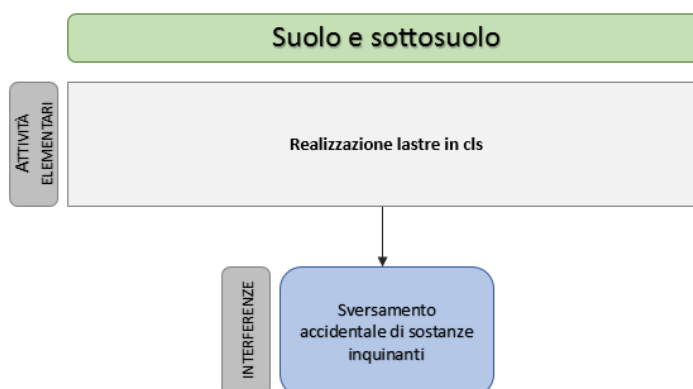 Suolo e sottosuolo
ATTIVITÀ
ELEMENTARI
Realizzazione lastre in cls
INTERFERENZE
Sversamento
accidentale di sostanze
inquinanti